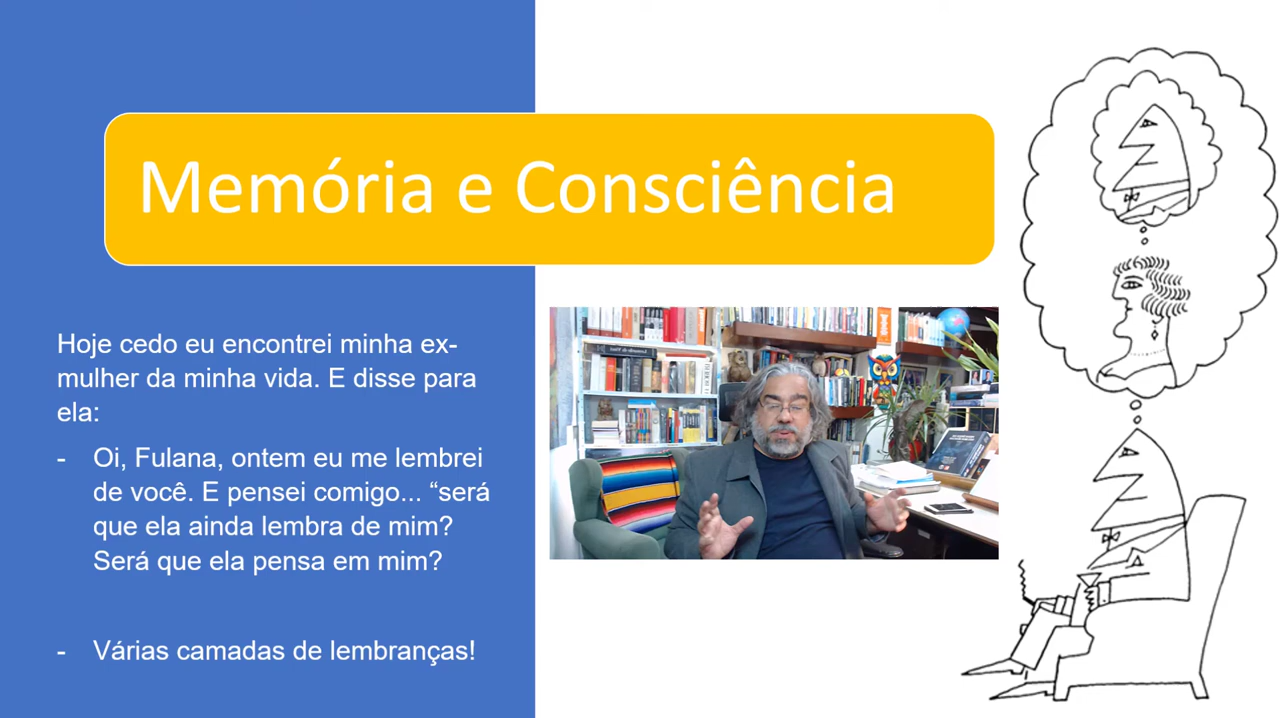 Memória e Consciência
Hoje cedo eu encontrei minha ex-
mulher da minha vida. E disse para
ela:
- Oi, Fulana, ontem eu me lembrei
de você. E pensei comigo... “será
que ela ainda lembra de mim?
Será que ela pensa em mim?
- Várias camadas de lembranças!